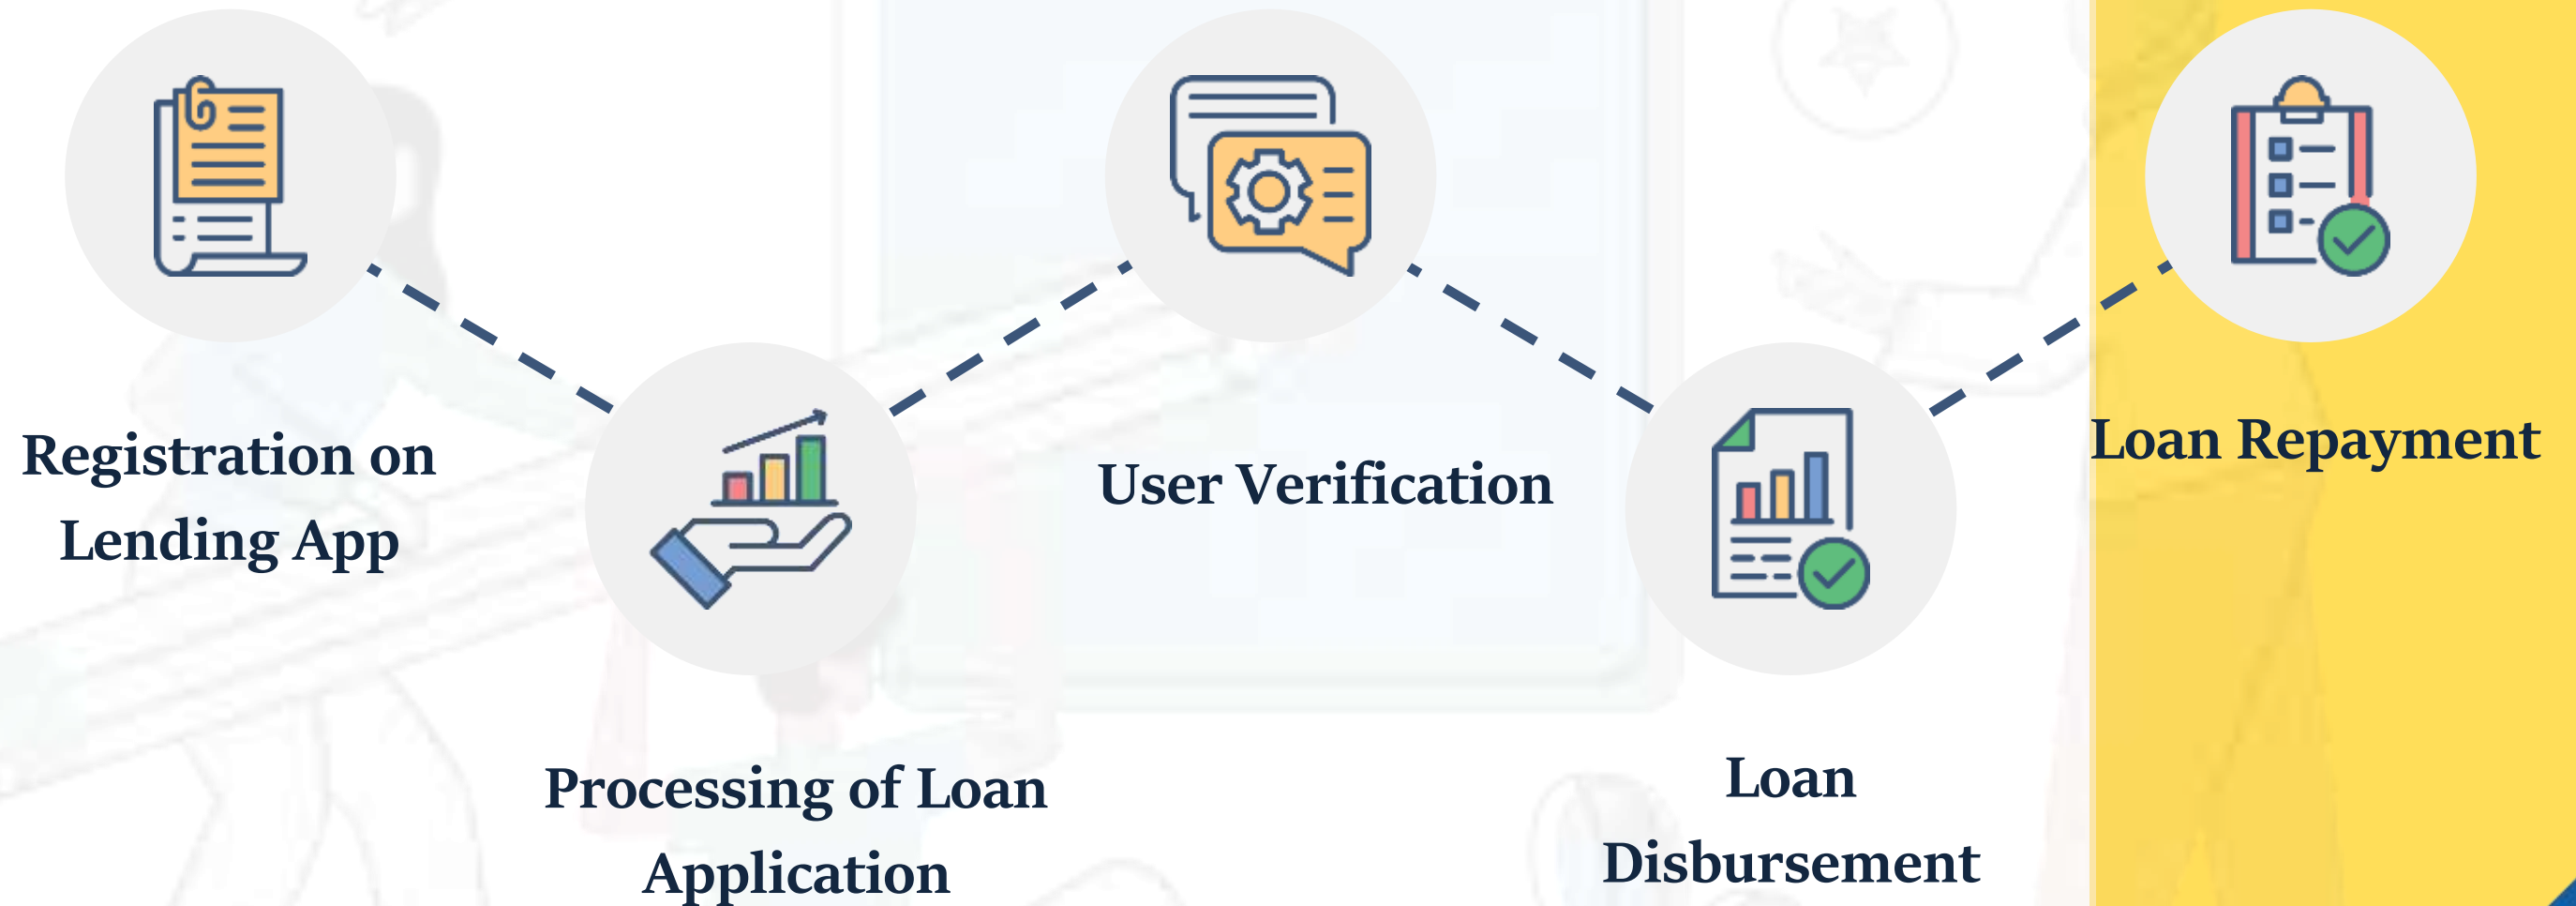 Registration on
Lending App
Processing of Loan
Application
User Verification
Loan
Disbursement
Loan Repayment